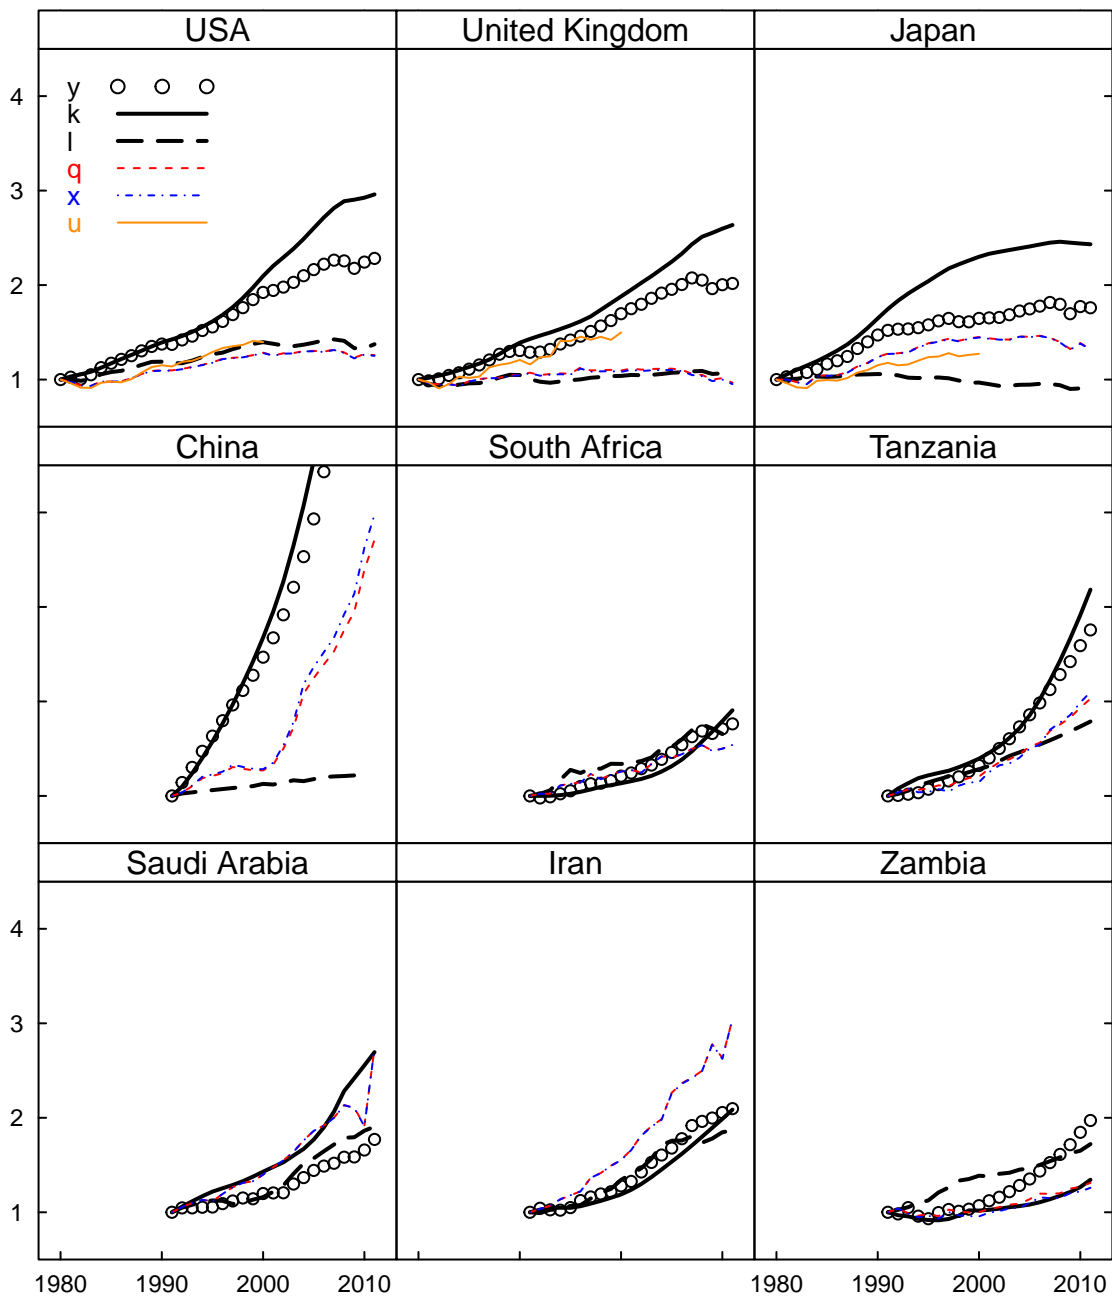 USA United Kingdom Japan
y
k
l
q
x
u
4
3
2
1
China South Africa Tanzania
Saudi Arabia Iran Zambia
4
3
2
1
1980 1990 2000 2010 1980 1990 2000 2010